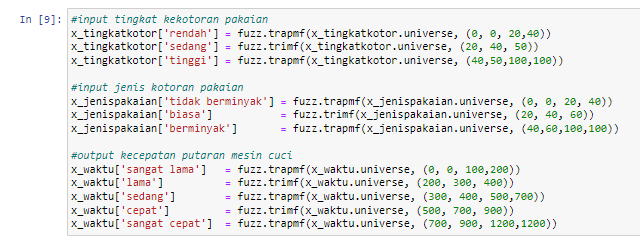 In [9]: #input tingkat kekotoran pakaian
x_tingkatkotor['rendah'] = fuzz.trapmf(x_tingkatkotor.universe, (0, 0, 20,40))
x_tingkatkotor['sedang'] = fuzz.trimf(x_tingkatkotor.universe, (20, 40, 50))
x_tingkatkotor['tinggi'] = fuzz.trapmf(x_tingkatkotor.universe, (40,50,100,100))
#input jenis kotoran pakaian
x_jenispakaian['tidak berminyak'] = fuzz.trapmf(x_jenispakaian.universe, (0, 0, 20, 40))
x_jenispakaian['biasa'] = fuzz.trimf(x_jenispakaian.universe, (20, 40, 60))
x_jenispakaian['berminyak'] = fuzz.trapmf(x_jenispakaian.universe, (40,60,100,100))
#output kecepatan putaran mesin cuci
x_waktu['sangat lama'] = fuzz.trapmf(x_waktu.universe, (0, 0, 100,200))
x_waktu['lama'] = fuzz.trimf(x_waktu.universe, (200, 300, 400))
x_waktu['sedang'] = fuzz.trapmf(x_waktu.universe, (300, 400, 500,700))
x_waktu['cepat'] = fuzz.trimf(x_waktu.universe, (500, 700, 900))
x_waktu['sangat cepat'] = fuzz.trapmf(x_waktu.universe, (700, 900, 1200,1200))